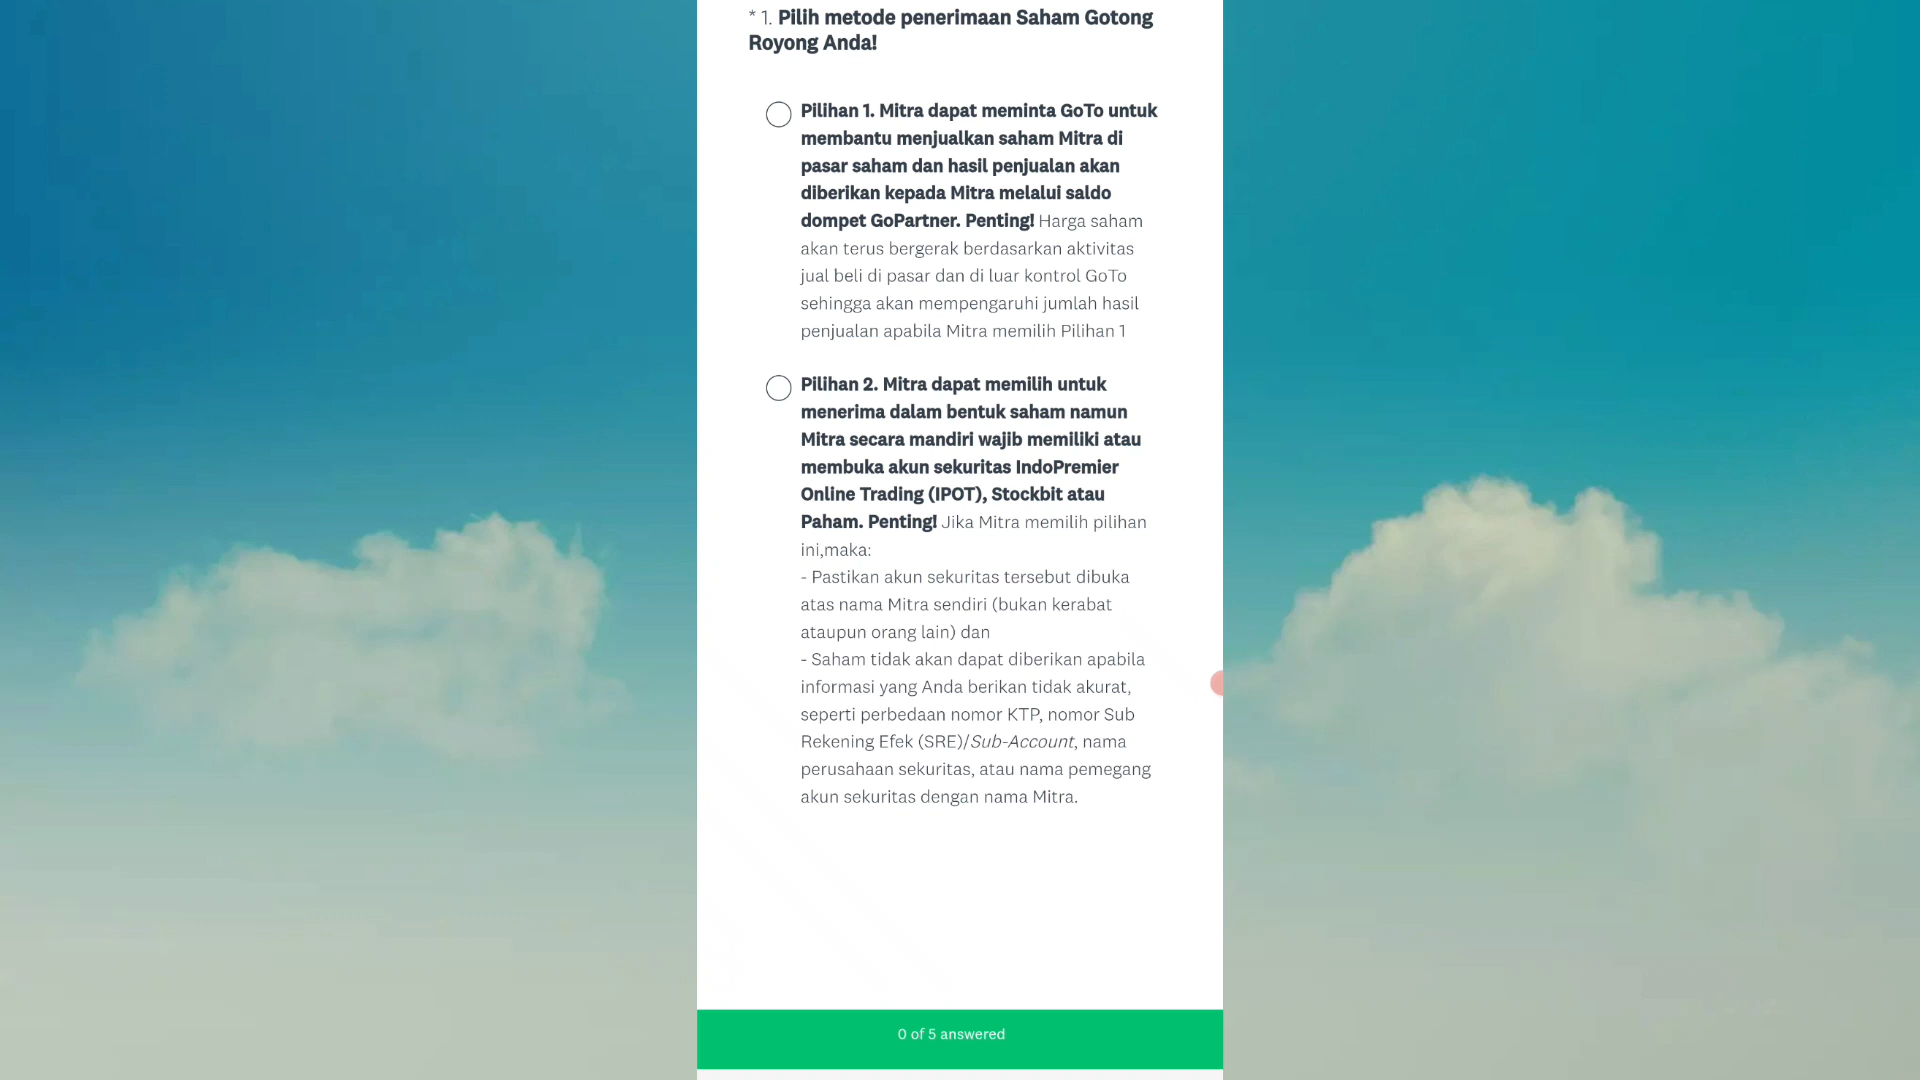 * 1. Pilih metode penerimaan Saham Gotong
Royong Anda!
Pilihan 1. Mitra dapat meminta GoTo untuk
membantu menjualkan saham Mitra di
pasar saham dan hasil penjualan akan
diberikan kepada Mitra melalui saldo
dompet GoPartner. Penting! Harga saham
akan terus bergerak berdasarkan aktivitas
jual beli di pasar dan di luar kontrol GoTo
sehingga akan mempengaruhi jumlah hasil
penjualan apabila Mitra memilih Pilihan 1
Pilihan 2. Mitra dapat memilih untuk
menerima dalam bentuk saham namun
Mitra secara mandiri wajib memiliki atau
membuka akun sekuritas IndoPremier
Online Trading (IPOT), Stockbit atau
Paham. Penting! Jika Mitra memilih pilihan
ini,maka:
- Pastikan akun sekuritas tersebut dibuka
atas nama Mitra sendiri (bukan kerabat
ataupun orang lain) dan
- Saham tidak akan dapat diberikan apabila
informasi yang Anda berikan tidak akurat,
seperti perbedaan nomor KTP, nomor Sub
Rekening Efek (SRE)/Sub-Account, nama
perusahaan sekuritas, atau nama pemegang
akun sekuritas dengan nama Mitra.
0 of 5 answered